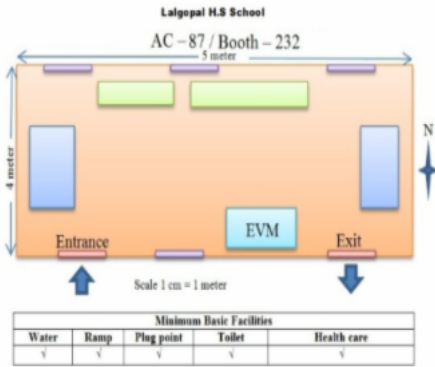 Lalgopal H.S School
AC – 87 / Booth – 232
5 meter
4 meter
N
EVM
Entrance
Exit
Scale 1 cm = 1 meter
Minimum Basic Facilities
Water Ramp Plug point Toilet Health care
√ √ √ √ √